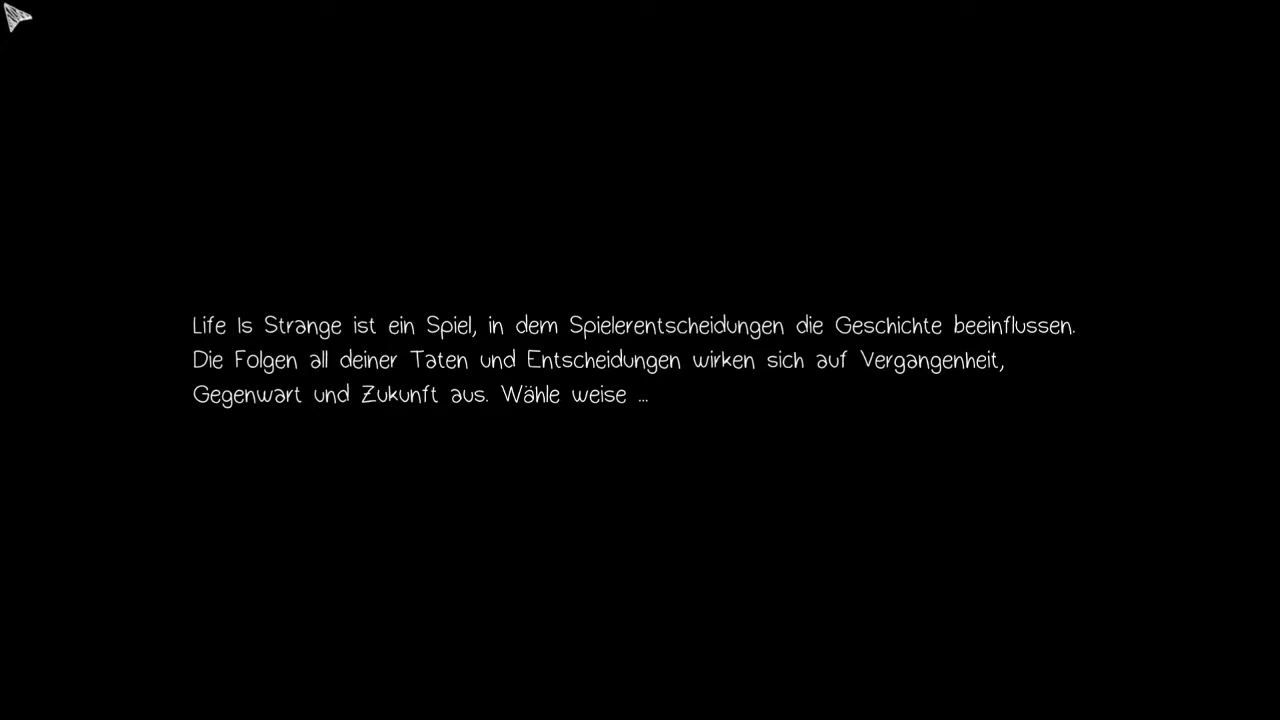 Life Is Strange ist ein Spiel, in dem Spielerentscheidungen die Geschichte beeinflussen.
Die Folgen all deiner Taten und Entscheidungen wirken sich auf Vergangenheit,
Gegenwart und Zukunft aus. Wähle weise ...